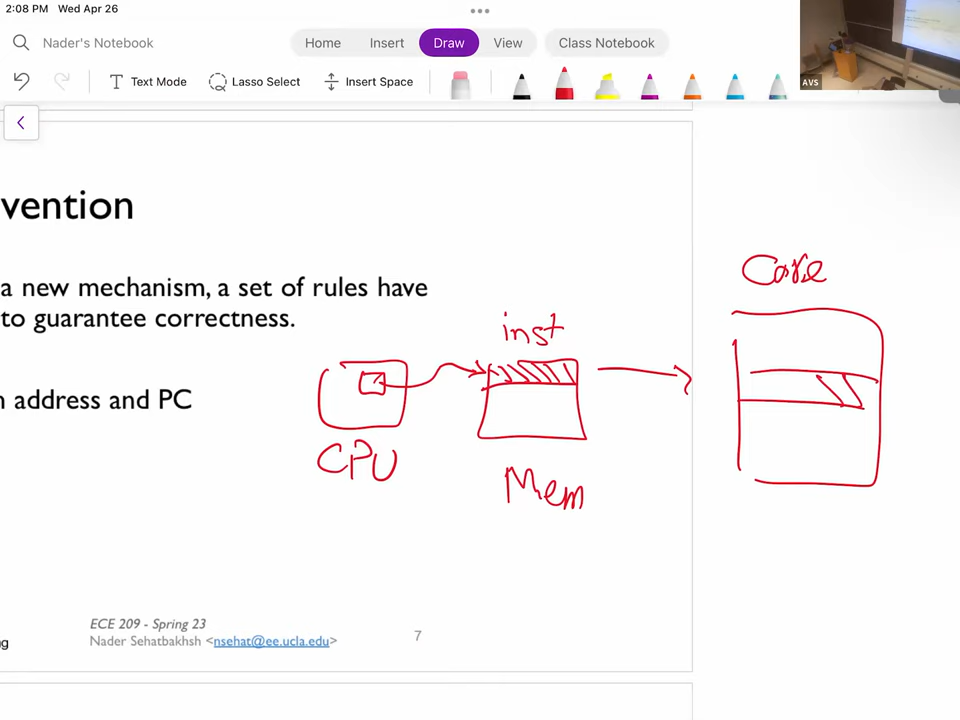 2:08 PM Wed Apr 26
Nader's Notebook
Home
Insert
Draw
View
Class Notebook
Text Mode
Lasso Select
Insert Space
AVS
vention
a new mechanism, a set of rules have
to guarantee correctness.
address and PC
inst
CPU
Mem
Core
ECE 209 - Spring 23
Nader Sehatbakhsh <nsehat@ee.ucla.edu>
7